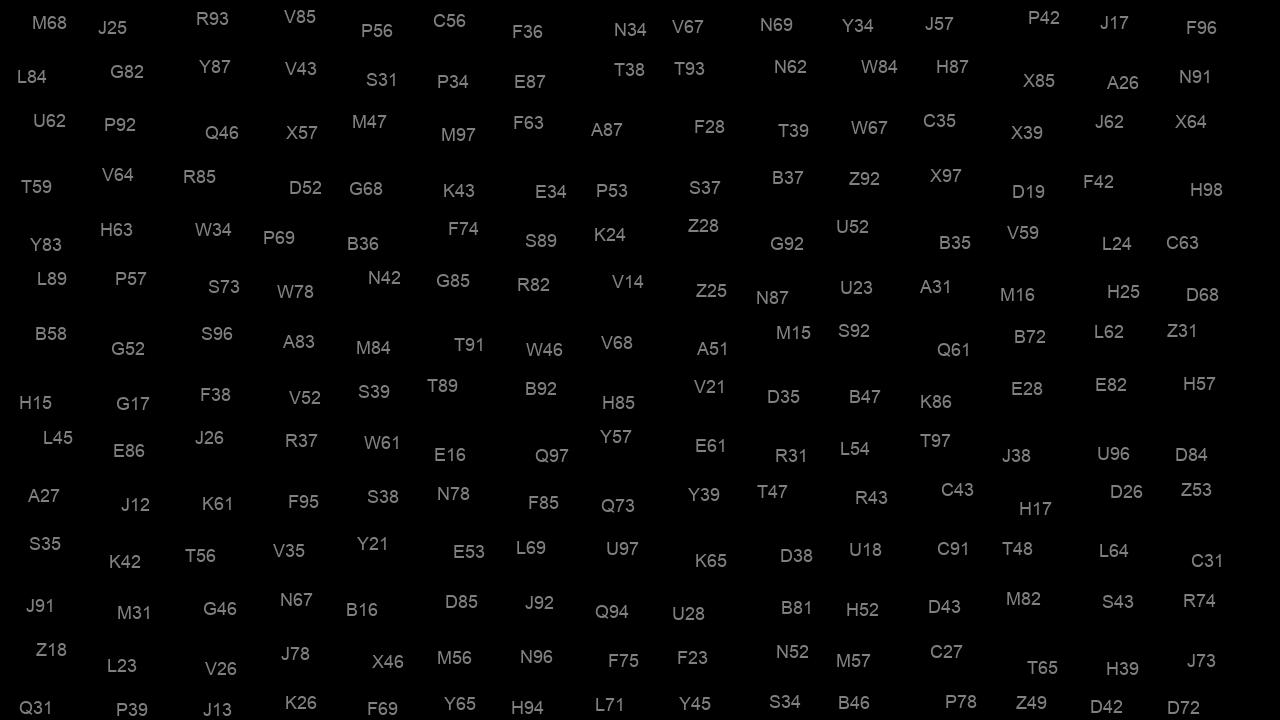 M68 J25 R93 V85 P56 C56 F36 N34 V67 N69 Y34 J57 P42 J17 F96
L84 G82 Y87 V43 S31 P34 E87 T38 T93 N62 W84 H87 X85 A26 N91
U62 P92 Q46 X57 M47 M97 F63 A87 F28 T39 W67 C35 X39 J62 X64
T59 V64 R85 D52 G68 K43 E34 P53 S37 B37 Z92 X97 D19 F42 H98
Y83 H63 W34 P69 B36 F74 S89 K24 Z28 G92 U52 B35 V59 L24 C63
L89 P57 S73 W78 N42 G85 R82 V14 Z25 N87 U23 A31 M16 H25 D68
B58 G52 S96 A83 M84 T91 W46 V68 A51 M15 S92 Q61 B72 L62 Z31
H15 G17 F38 V52 S39 T89 B92 H85 V21 D35 B47 K86 E28 E82 H57
L45 E86 J26 R37 W61 E16 Q97 Y57 E61 R31 L54 T97 J38 U96 D84
A27 J12 K61 F95 S38 N78 F85 Q73 Y39 T47 R43 C43 H17 D26 Z53
S35 K42 T56 V35 Y21 E53 L69 U97 K65 D38 U18 C91 T48 L64 C31
J91 M31 G46 N67 B16 D85 J92 Q94 U28 B81 H52 D43 M82 S43 R74
Z18 L23 V26 J78 X46 M56 N96 F75 F23 N52 M57 C27 T65 H39 J73
Q31 P39 J13 K26 F69 Y65 H94 L71 Y45 S34 B46 P78 Z49 D42 D72